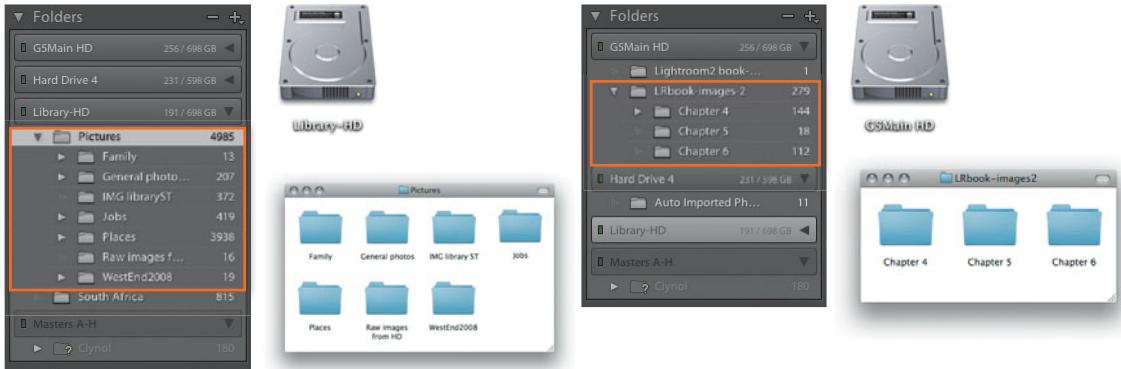 Folders
G5Main HD 256 / 698 GB
Hard Drive 4 231 / 598 GB
Library-HD 191 / 698 GB
Pictures 4985
Family 13
General photo... 207
IMG libraryST 372
Jobs 419
Places 3938
Raw images f... 16
WestEnd2008 19
South Africa 815
Masters A-H
Clynol 180
Library-HD
Pictures
Family General photos IMG library ST Jobs
Places Raw images from HD WestEnd2008
Folders
G5Main HD 256 / 698 GB
Lightroom2 book-... 1
LRbook-images-2 279
Chapter 4 144
Chapter 5 18
Chapter 6 112
Hard Drive 4 231 / 598 GB
Auto Imported Ph... 11
Library-HD 191 / 698 GB
Masters A-H
Clynol 180
G5Main HD
LRbook-images2
Chapter 4 Chapter 5 Chapter 6